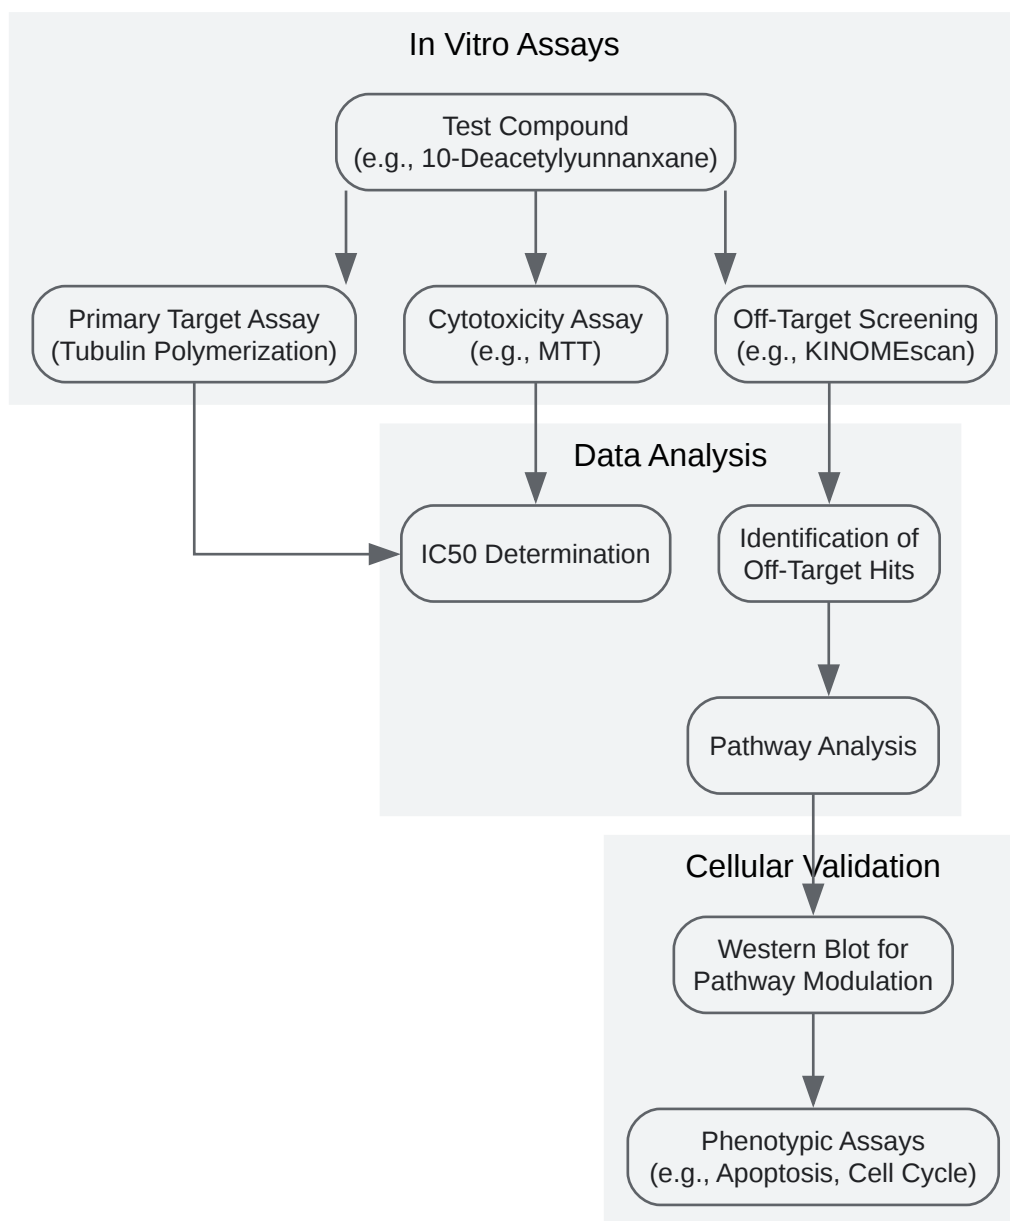 In Vitro Assays
Test Compound
(e.g., 10-Deacetylyunnanxane)
Primary Target Assay
(Tubulin Polymerization)
Cytotoxicity Assay
(e.g., MTT)
Off-Target Screening
(e.g., KINOMEscan)
Data Analysis
IC50 Determination
Identification of
Off-Target Hits
Pathway Analysis
Cellular Validation
Western Blot for
Pathway Modulation
Phenotypic Assays
(e.g., Apoptosis, Cell Cycle)